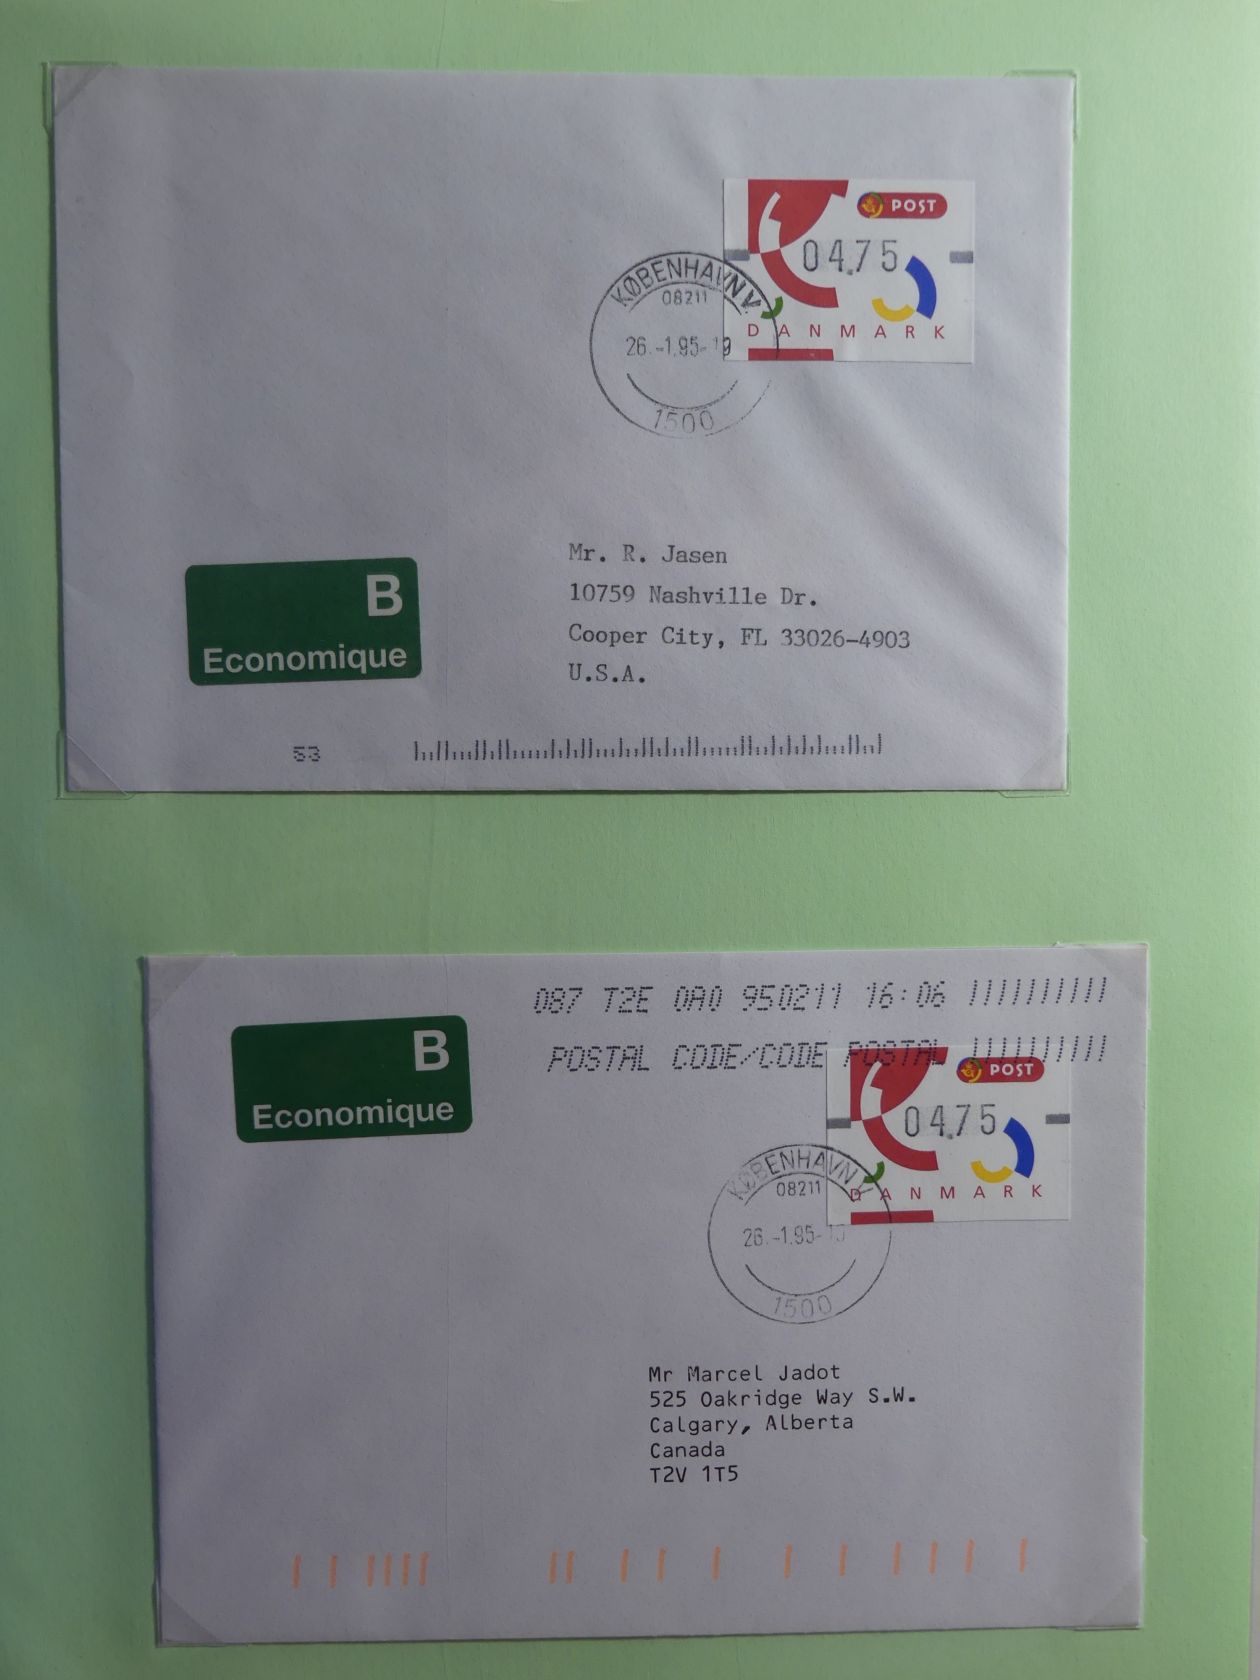 POST
04.75
DANMARK
KØBENHAVN V
08211
26.-1.95-19
1500
B
Economique
Mr. R. Jasen
10759 Nashville Dr.
Cooper City, FL 33026-4903
U.S.A.
53
087 T2E 0A0 950211 16:06
POSTAL CODE/CODE POSTAL
B
Economique
POST
04.75
DANMARK
KØBENHAVN V
08211
26.-1.95-
1500
Mr Marcel Jadot
525 Oakridge Way S.W.
Calgary, Alberta
Canada
T2V 1T5